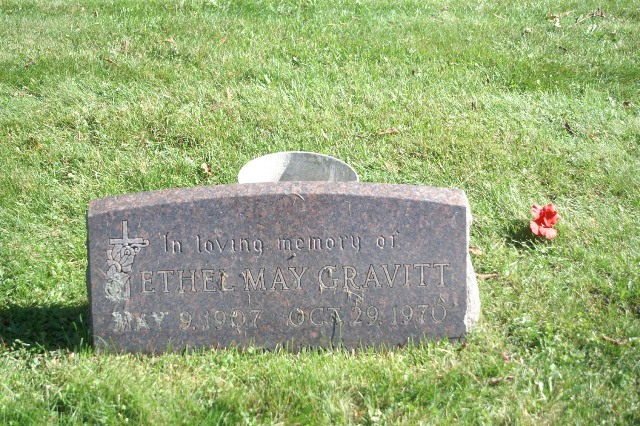 In loving memory of
ETHEL MAY GRAVITT
MAY 9, 1907 OCT 29, 1970